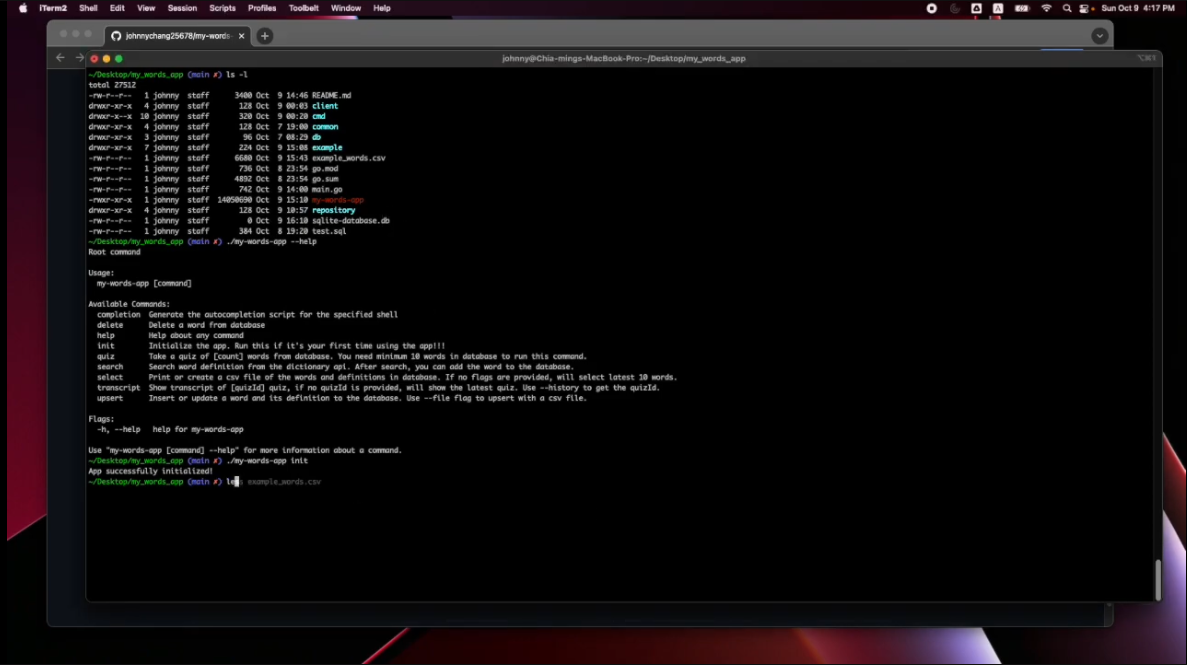 iTerm2 Shell Edit View Session Scripts Profiles Toolbelt Window Help
A Sun Oct 9 4:17 PM
johnnychang25678/my-words-
johnny@Chia-mings-MacBook-Pro:~/Desktop/my_words_app ⌥⌘1
~/Desktop/my_words_app (main ✗) ls -l
total 27512
-rw-r--r-- 1 johnny staff 3400 Oct 9 14:46 README.md
drwxr-xr-x 4 johnny staff 128 Oct 9 00:03 client
drwxr-x--x 10 johnny staff 320 Oct 9 00:20 cmd
drwxr-xr-x 4 johnny staff 128 Oct 7 19:00 common
drwxr-xr-x 3 johnny staff 96 Oct 7 08:29 db
drwxr-xr-x 7 johnny staff 224 Oct 9 15:08 example
-rw-r--r-- 1 johnny staff 6680 Oct 9 15:43 example_words.csv
-rw-r--r-- 1 johnny staff 736 Oct 8 23:54 go.mod
-rw-r--r-- 1 johnny staff 4892 Oct 8 23:54 go.sum
-rw-r--r-- 1 johnny staff 742 Oct 9 14:00 main.go
-rwxr-xr-x 1 johnny staff 14050690 Oct 9 15:10 my-words-app
drwxr-xr-x 4 johnny staff 128 Oct 9 10:57 repository
-rw-r--r-- 1 johnny staff 0 Oct 9 16:10 sqlite-database.db
-rw-r--r-- 1 johnny staff 384 Oct 8 19:20 test.sql
~/Desktop/my_words_app (main ✗) ./my-words-app --help
Root command
Usage:
my-words-app [command]
Available Commands:
completion Generate the autocompletion script for the specified shell
delete Delete a word from database
help Help about any command
init Initialize the app. Run this if it's your first time using the app!!!
quiz Take a quiz of [count] words from database. You need minimum 10 words in database to run this command.
search Search word definition from the dictionary api. After search, you can add the word to the database.
select Print or create a csv file of the words and definitions in database. If no flags are provided, will select latest 10 words.
transcript Show transcript of [quizId] quiz, if no quizId is provided, will show the latest quiz. Use --history to get the quizId.
upsert Insert or update a word and its definition to the database. Use --file flag to upsert with a csv file.
Flags:
-h, --help help for my-words-app
Use "my-words-app [command] --help" for more information about a command.
~/Desktop/my_words_app (main ✗) ./my-words-app init
App successfully initialized!
~/Desktop/my_words_app (main ✗) less example_words.csv